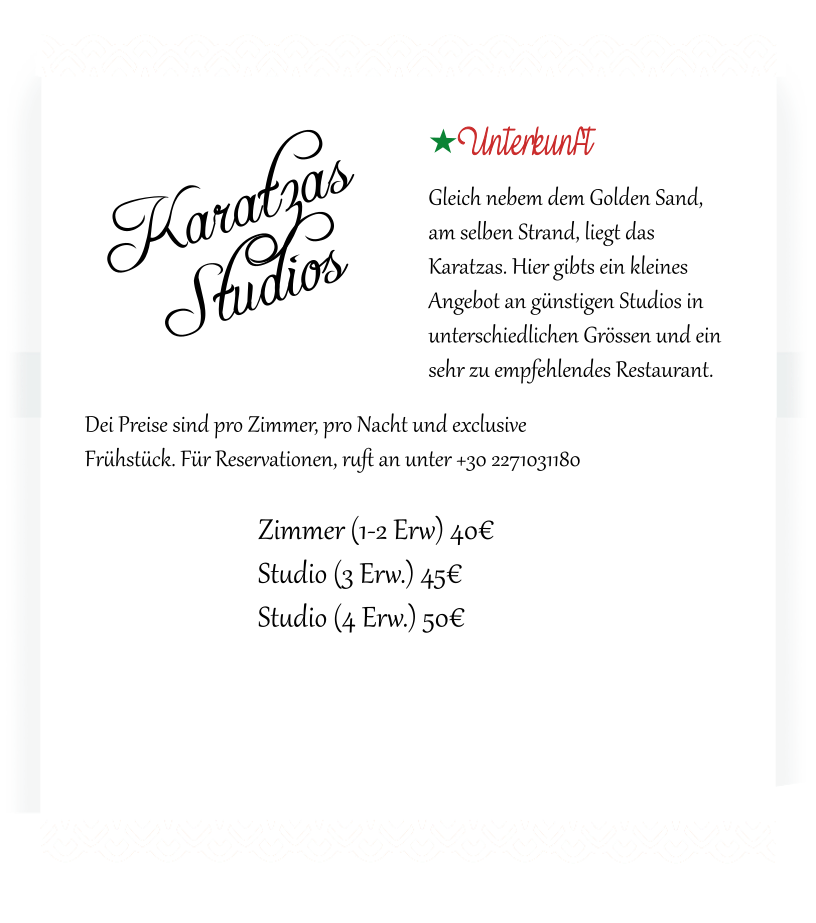 Karatzas
Studios
Unterkunft
Gleich nebem dem Golden Sand,
am selben Strand, liegt das
Karatzas. Hier gibts ein kleines
Angebot an günstigen Studios in
unterschiedlichen Grössen und ein
sehr zu empfehlendes Restaurant.
Dei Preise sind pro Zimmer, pro Nacht und exclusive
Frühstück. Für Reservationen, ruft an unter +30 2271031180
Zimmer (1-2 Erw) 40€
Studio (3 Erw.) 45€
Studio (4 Erw.) 50€